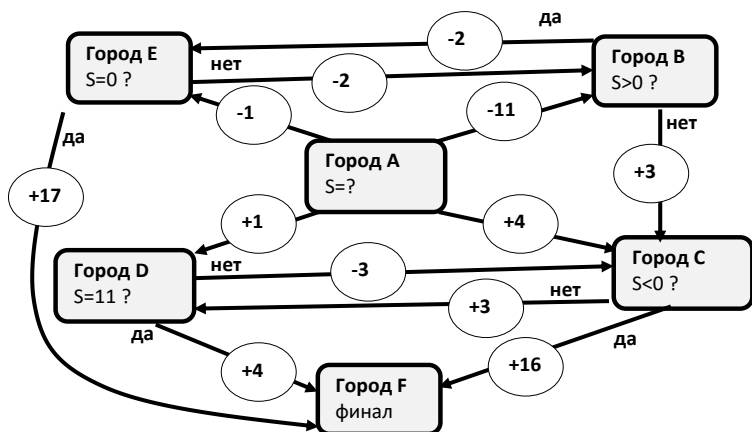 да
-2
Город E
S=0 ?
нет
-2
Город B
S>0 ?
-1
-11
нет
да
Город A
S=?
+3
+17
+1
+4
Город D
S=11 ?
нет
-3
Город C
S<0 ?
нет
+3
да
да
+4
+16
Город F
финал